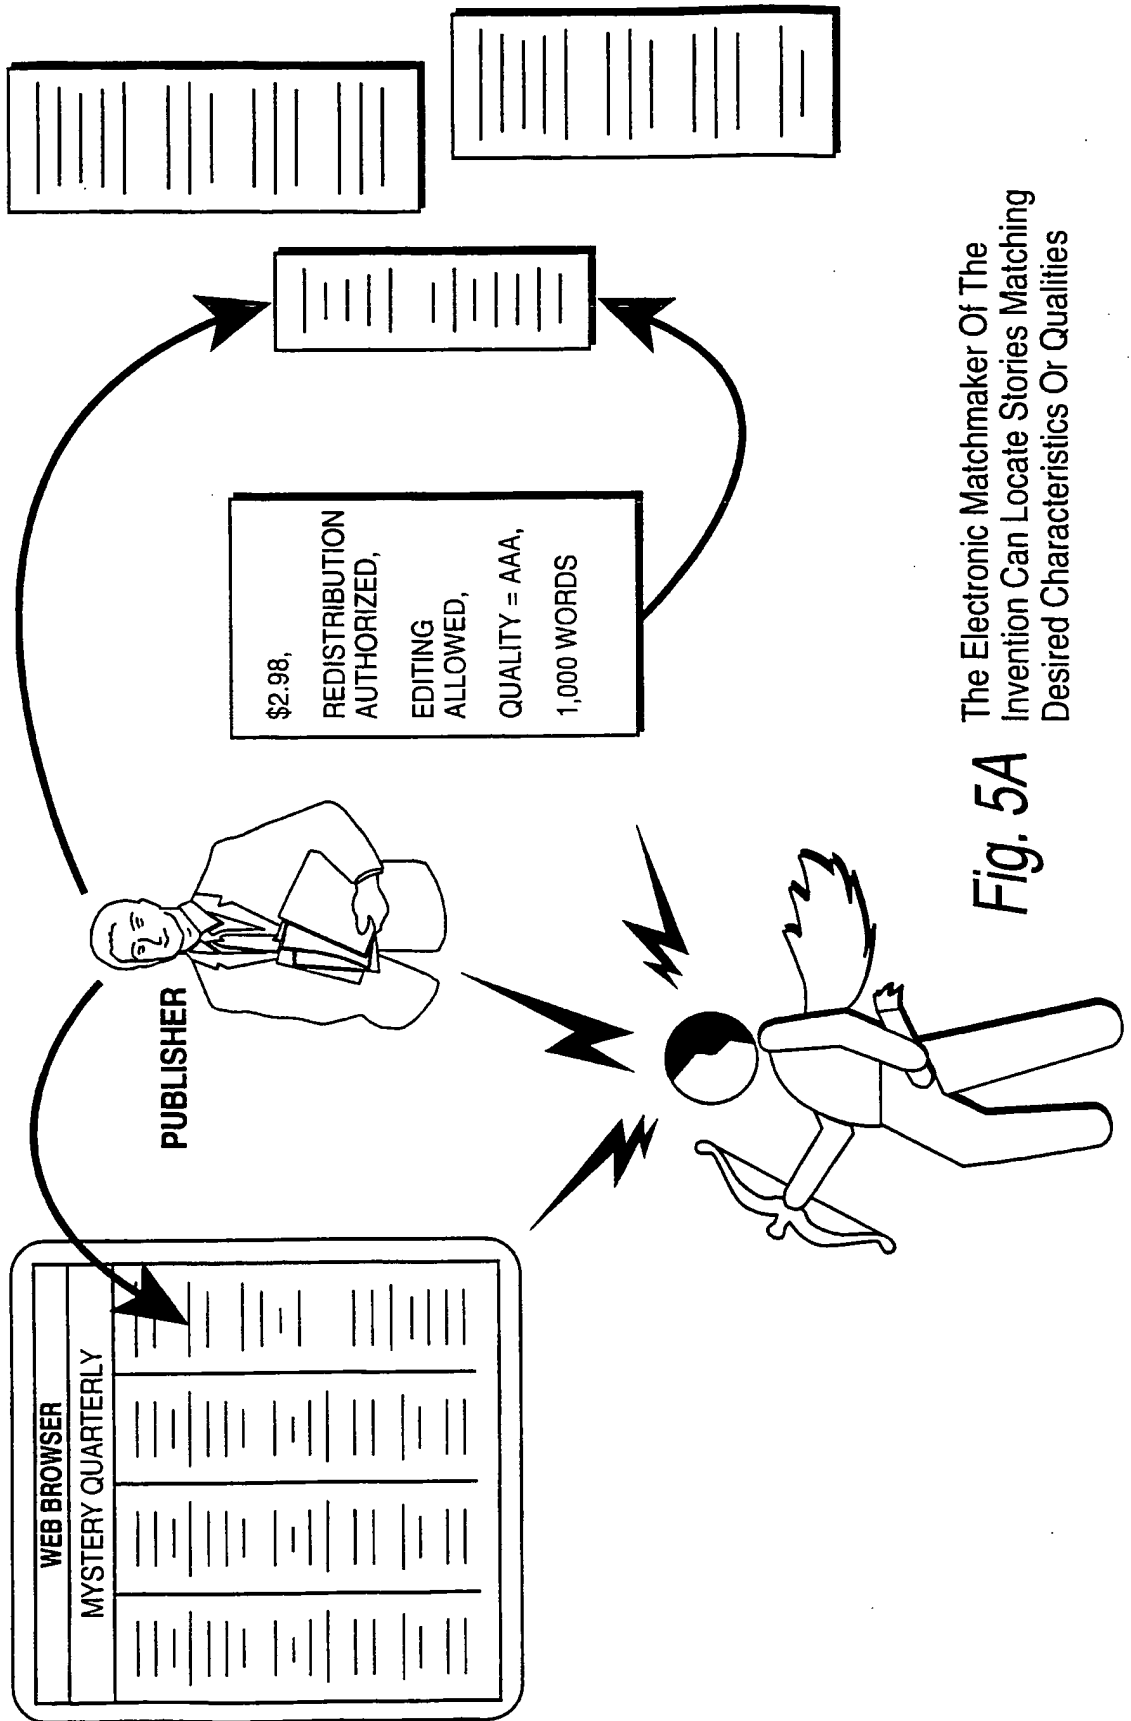 WEB BROWSER
MYSTERY QUARTERLY
PUBLISHER
$2.98,
REDISTRIBUTION
AUTHORIZED,
EDITING
ALLOWED,
QUALITY = AAA,
1,000 WORDS
Fig. 5A
The Electronic Matchmaker Of The
Invention Can Locate Stories Matching
Desired Characteristics Or Qualities